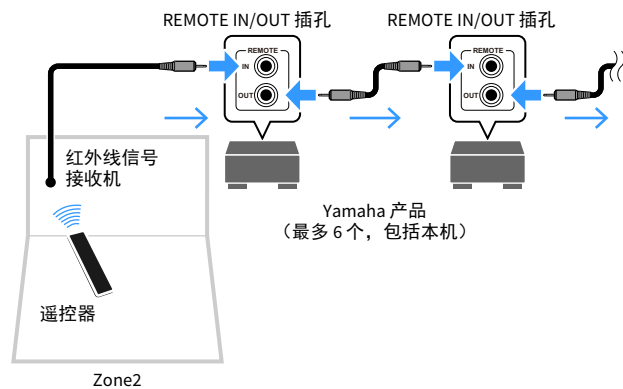 REMOTE IN/OUT 插孔
REMOTE IN/OUT 插孔
REMOTE
IN
OUT
REMOTE
IN
OUT
红外线信号
接收机
Yamaha 产品
（最多 6 个，包括本机）
遥控器
Zone2